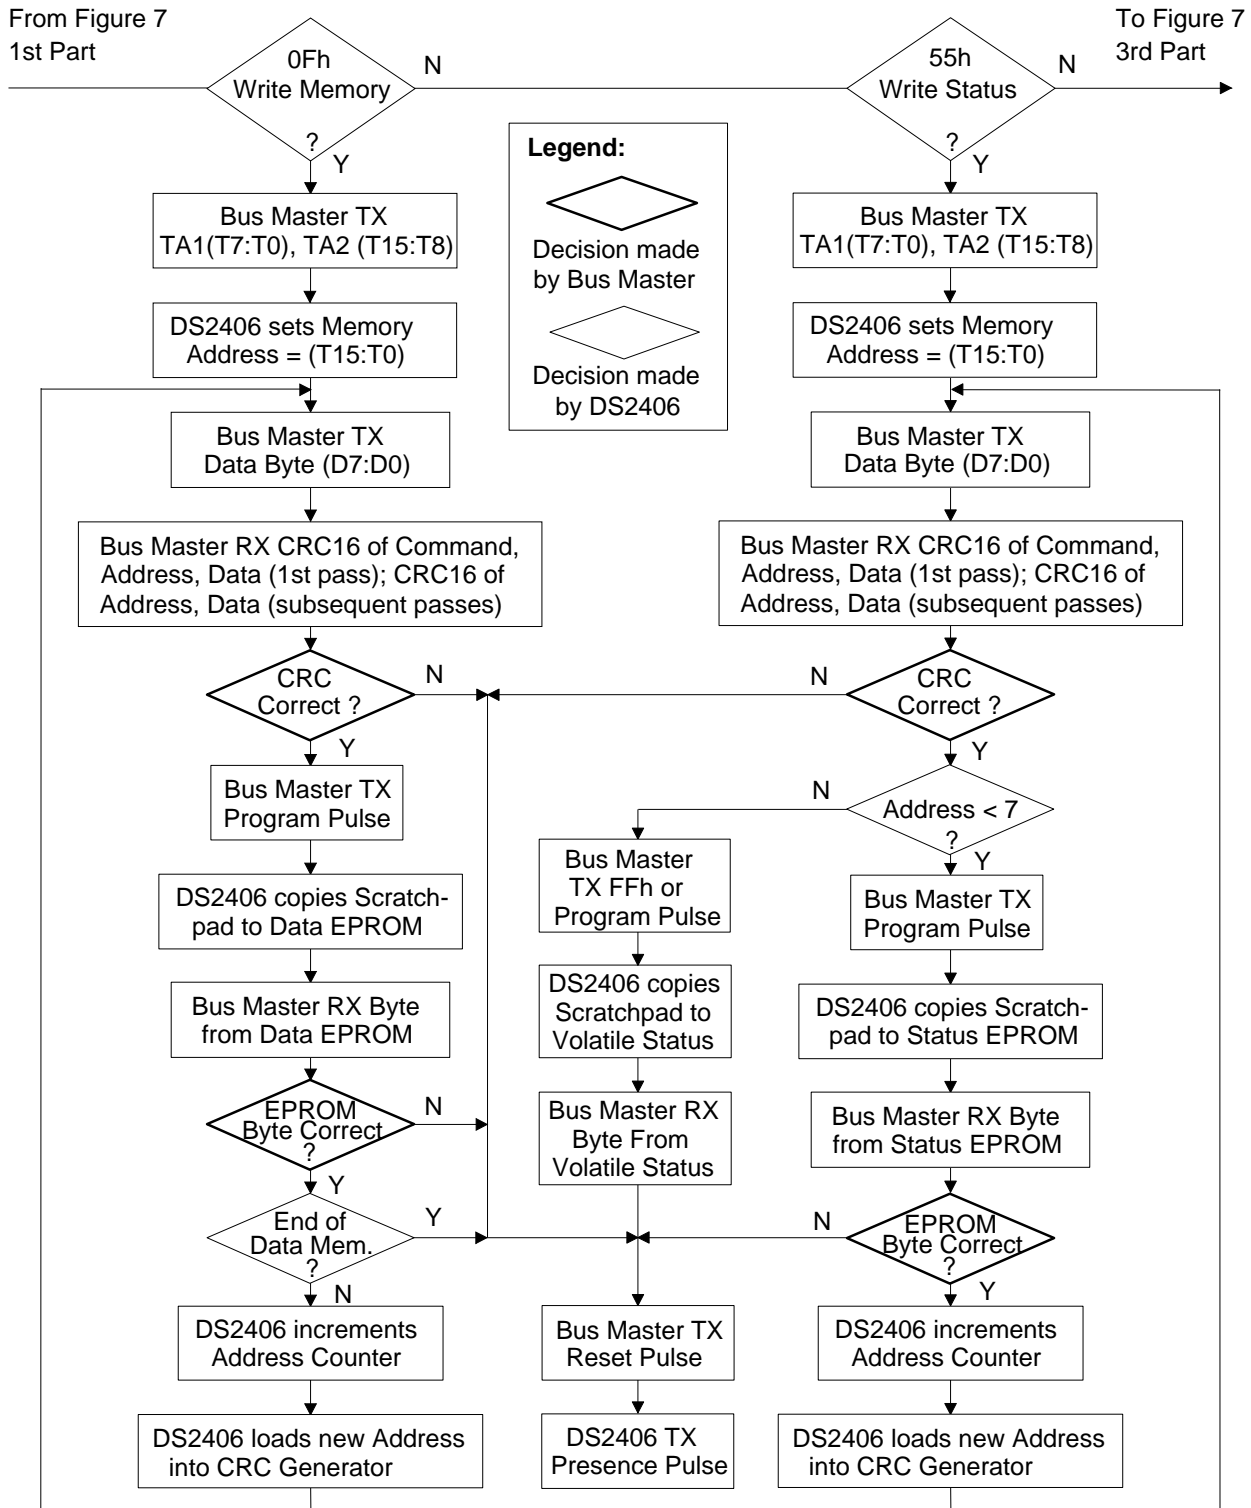 From Figure 7
1st Part
0Fh
Write Memory
?
N
Y
55h
Write Status
?
N
Y
To Figure 7
3rd Part
Legend:
Decision made
by Bus Master
Decision made
by DS2406
Bus Master TX
TA1(T7:T0), TA2 (T15:T8)
DS2406 sets Memory
Address = (T15:T0)
Bus Master TX
Data Byte (D7:D0)
Bus Master RX CRC16 of Command,
Address, Data (1st pass); CRC16 of
Address, Data (subsequent passes)
CRC
Correct ?
N
Y
Bus Master TX
Program Pulse
DS2406 copies Scratch-
pad to Data EPROM
Bus Master RX Byte
from Data EPROM
EPROM
Byte Correct
?
N
Y
End of
Data Mem.
?
Y
N
DS2406 increments
Address Counter
DS2406 loads new Address
into CRC Generator
Bus Master TX
TA1(T7:T0), TA2 (T15:T8)
DS2406 sets Memory
Address = (T15:T0)
Bus Master TX
Data Byte (D7:D0)
Bus Master RX CRC16 of Command,
Address, Data (1st pass); CRC16 of
Address, Data (subsequent passes)
N
CRC
Correct ?
Y
N
Address < 7
?
Y
Bus Master
TX FFh or
Program Pulse
DS2406 copies
Scratchpad to
Volatile Status
Bus Master RX
Byte From
Volatile Status
Bus Master TX
Reset Pulse
DS2406 TX
Presence Pulse
Bus Master TX
Program Pulse
DS2406 copies Scratch-
pad to Status EPROM
Bus Master RX Byte
from Status EPROM
N
EPROM
Byte Correct
?
Y
DS2406 increments
Address Counter
DS2406 loads new Address
into CRC Generator